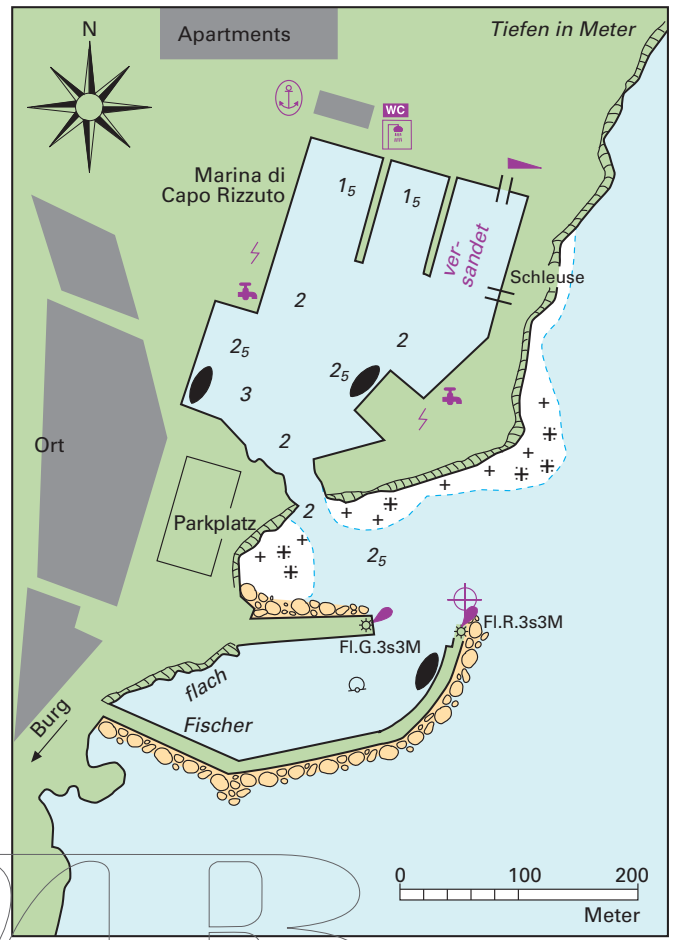 N
Apartments
Tiefen in Meter
WC
Marina di
Capo Rizzuto
1₅
1₅
ver-
sandet
Schleuse
2
2₅
2
2₅
3
2
Ort
Parkplatz
2
2₅
Fl.G.3s3M
Fl.R.3s3M
flach
Fischer
Burg
0 100 200
Meter